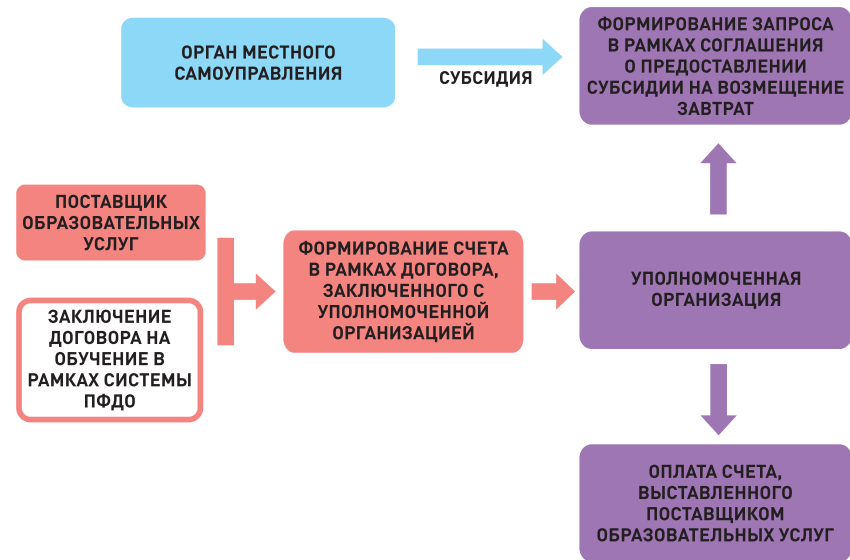 ОРГАН МЕСТНОГО
САМОУПРАВЛЕНИЯ
СУБСИДИЯ
ФОРМИРОВАНИЕ ЗАПРОСА
В РАМКАХ СОГЛАШЕНИЯ
О ПРЕДОСТАВЛЕНИИ
СУБСИДИИ НА ВОЗМЕЩЕНИЕ
ЗАВТРАТ
ПОСТАВЩИК
ОБРАЗОВАТЕЛЬНЫХ
УСЛУГ
ЗАКЛЮЧЕНИЕ
ДОГОВОРА НА
ОБУЧЕНИЕ В
РАМКАХ СИСТЕМЫ
ПФДО
ФОРМИРОВАНИЕ СЧЕТА
В РАМКАХ ДОГОВОРА,
ЗАКЛЮЧЕННОГО С
УПОЛНОМОЧЕННОЙ
ОРГАНИЗАЦИЕЙ
УПОЛНОМОЧЕННАЯ
ОРГАНИЗАЦИЯ
ОПЛАТА СЧЕТА,
ВЫСТАВЛЕННОГО
ПОСТАВЩИКОМ
ОБРАЗОВАТЕЛЬНЫХ УСЛУГ